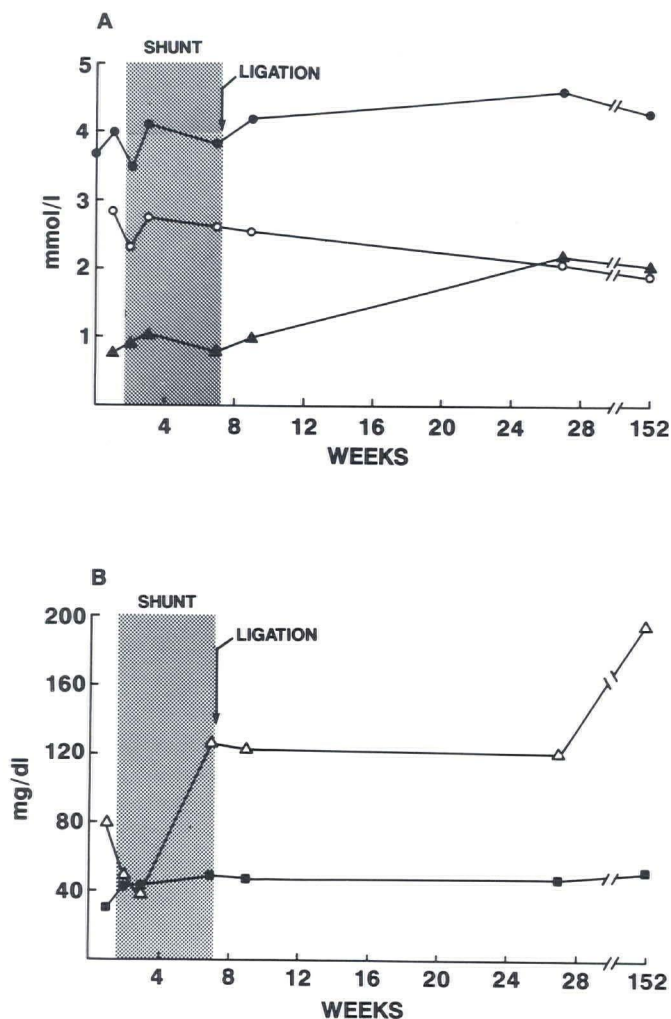 A
SHUNT
LIGATION
5
4
3
2
1
mmol/l
4 8 12 16 20 24 28 152
WEEKS
B
SHUNT
LIGATION
200
160
120
80
40
mg/dl
4 8 12 16 20 24 28 152
WEEKS